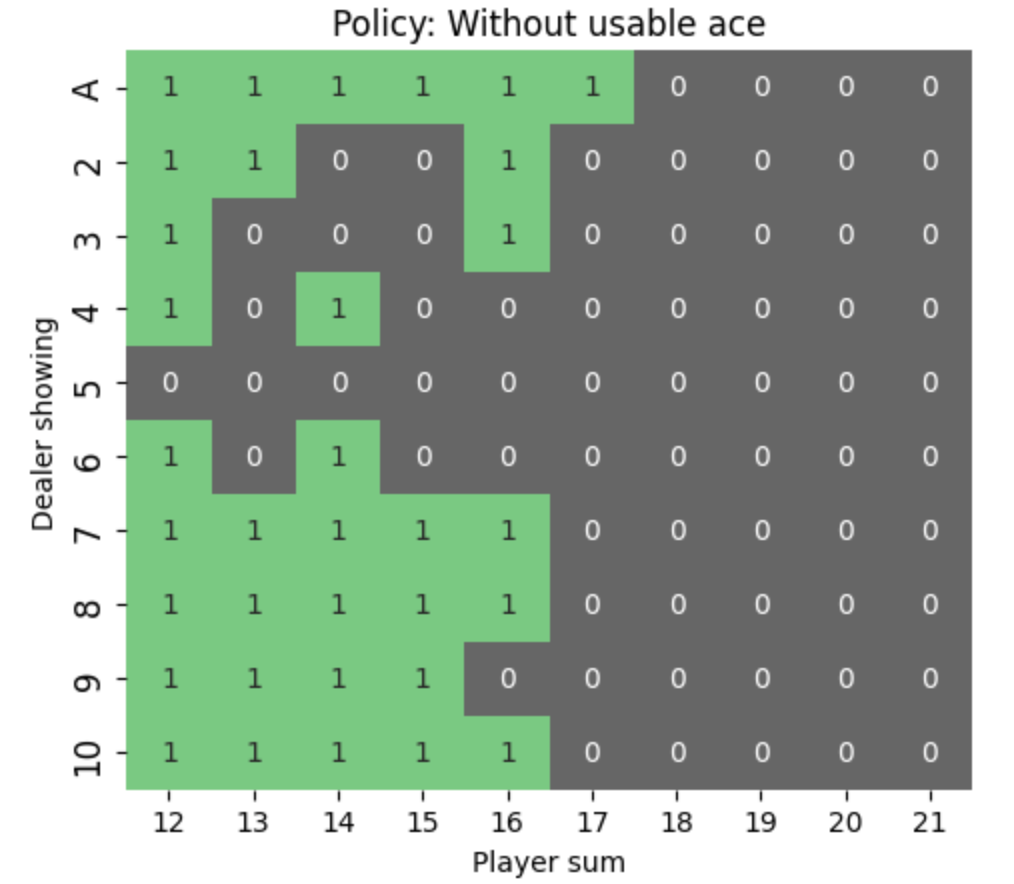 Policy: Without usable ace
A 1 1 1 1 1 1 0 0 0 0
2 1 1 0 0 1 0 0 0 0 0
3 1 0 0 0 1 0 0 0 0 0
4 1 0 1 0 0 0 0 0 0 0
5 0 0 0 0 0 0 0 0 0 0
6 1 0 1 0 0 0 0 0 0 0
7 1 1 1 1 1 0 0 0 0 0
8 1 1 1 1 1 0 0 0 0 0
9 1 1 1 1 0 0 0 0 0 0
10 1 1 1 1 1 0 0 0 0 0
Dealer showing
12 13 14 15 16 17 18 19 20 21
Player sum